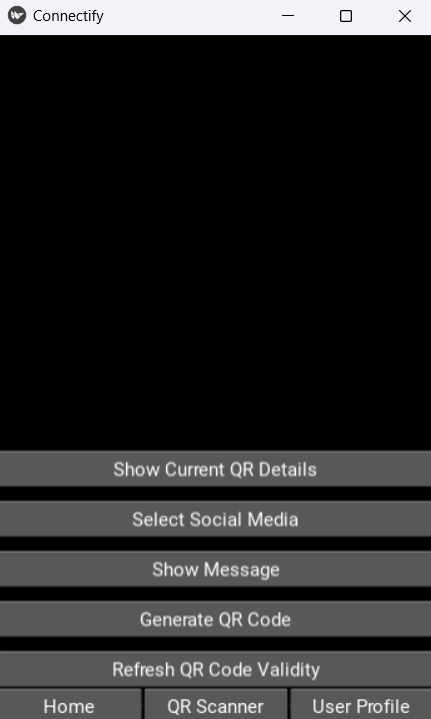 Connectify
Show Current QR Details
Select Social Media
Show Message
Generate QR Code
Refresh QR Code Validity
Home QR Scanner User Profile